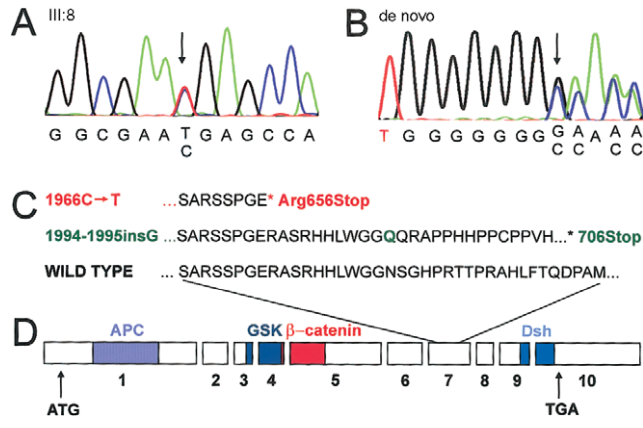 A
III:8
G G C G A A T G A G C C A
C
B
de novo
T G G G G G G G G A A A
C C A C C
C
1966C→T ...SARSSPGE* Arg656Stop
1994-1995insG ...SARSSPGERASRHHLWGGQQRAPPHHPPCPPVH...* 706Stop
WILD TYPE ... SARSSPGERASRHHLWGGNSGHPRTTPRAHLFTQDPAM...
D
APC GSK β-catenin Dsh
1 2 3 4 5 6 7 8 9 10
ATG TGA